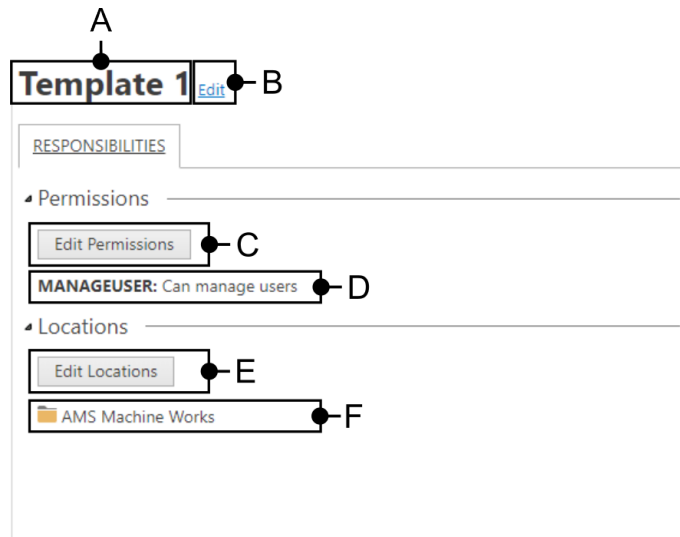 A
Template 1 Edit B
RESPONSIBILITIES
Permissions
Edit Permissions C
MANAGEUSER: Can manage users D
Locations
Edit Locations E
AMS Machine Works F